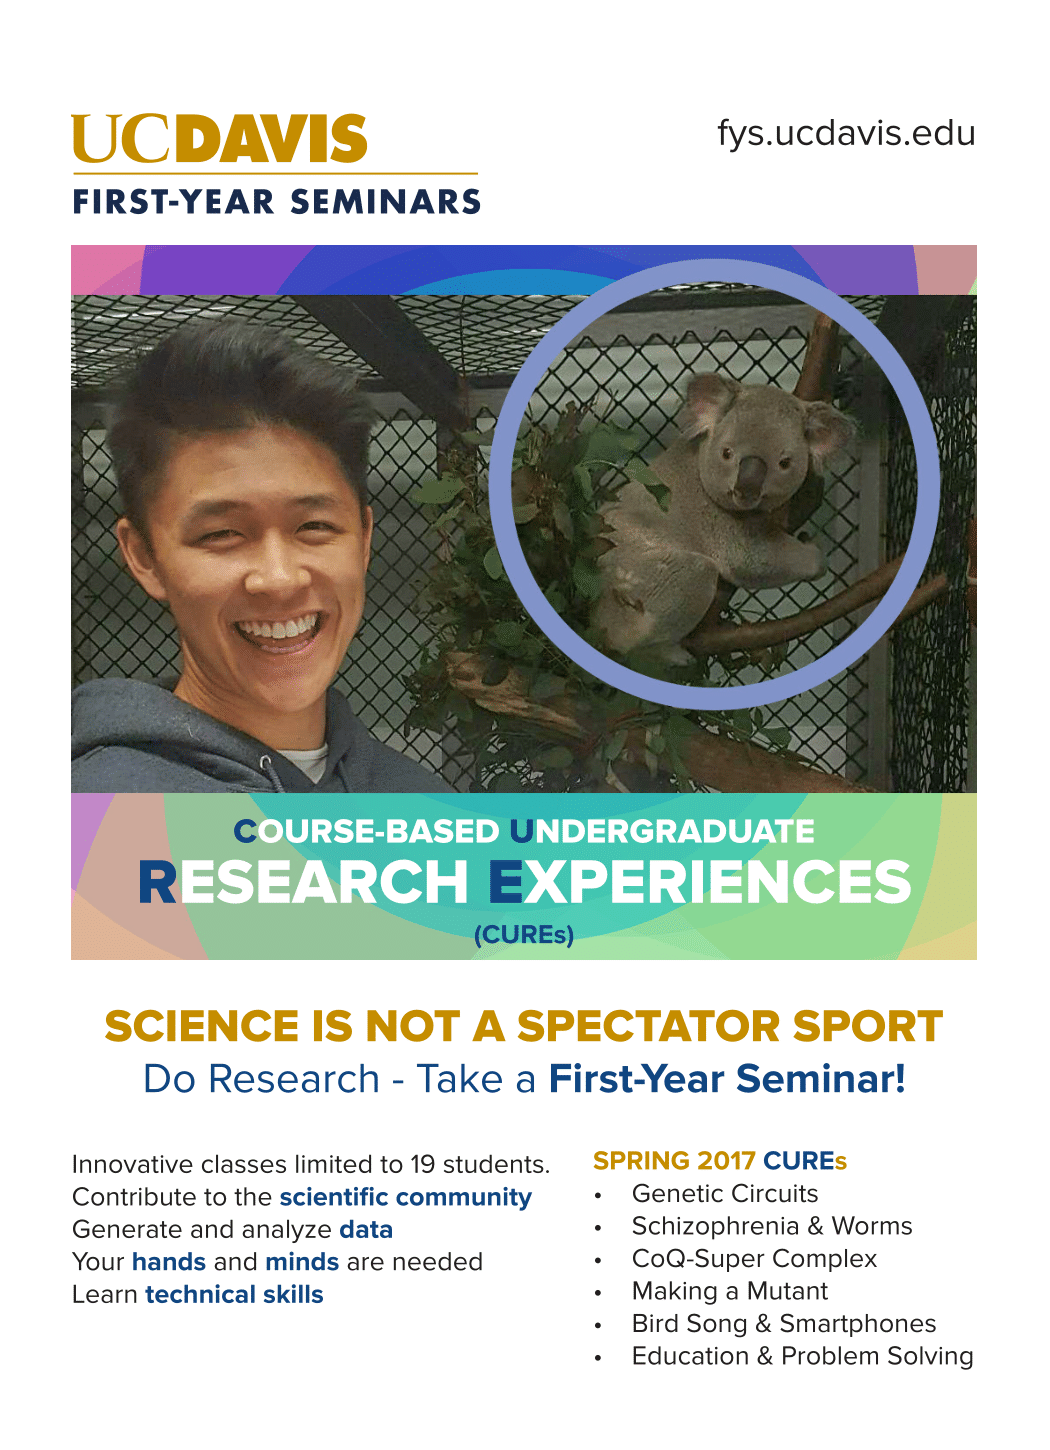 UCDAVIS
FIRST-YEAR SEMINARS
fys.ucdavis.edu
COURSE-BASED UNDERGRADUATE
RESEARCH EXPERIENCES
(CUREs)
SCIENCE IS NOT A SPECTATOR SPORT
Do Research - Take a First-Year Seminar!
Innovative classes limited to 19 students.
Contribute to the scientific community
Generate and analyze data
Your hands and minds are needed
Learn technical skills
SPRING 2017 CUREs
• Genetic Circuits
• Schizophrenia & Worms
• CoQ-Super Complex
• Making a Mutant
• Bird Song & Smartphones
• Education & Problem Solving